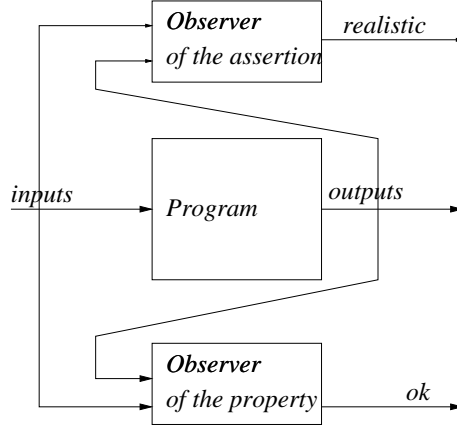 Observer
of the assertion
realistic
inputs
Program
outputs
Observer
of the property
ok